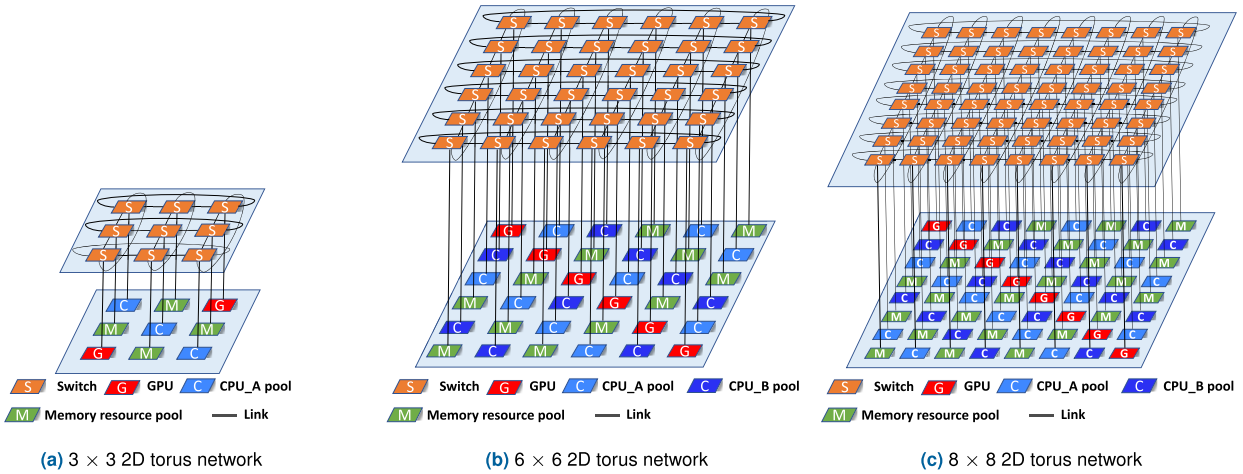 S S S
S S S
S S S
C M G
M C M
G M C
S Switch G GPU C CPU_A pool
M Memory resource pool Link
(a) 3 × 3 2D torus network
S S S S S S
S S S S S S
S S S S S S
S S S S S S
S S S S S S
S S S S S S
G C C M C M
C G M C M C
C M G C C M
M C C G M C
C M C M G C
M C M C C G
S Switch G GPU C CPU_A pool C CPU_B pool
M Memory resource pool Link
(b) 6 × 6 2D torus network
S S S S S S S S
S S S S S S S S
S S S S S S S S
S S S S S S S S
S S S S S S S S
S S S S S S S S
S S S S S S S S
S S S S S S S S
G C C M C M C M
C G M C M C M C
C M G C C M C M
M C C G M C M C
C M C M G C C M
M C M C C G M C
C M C M C M G C
M C C C M C C G
S Switch G GPU C CPU_A pool C CPU_B pool
M Memory resource pool Link
(c) 8 × 8 2D torus network